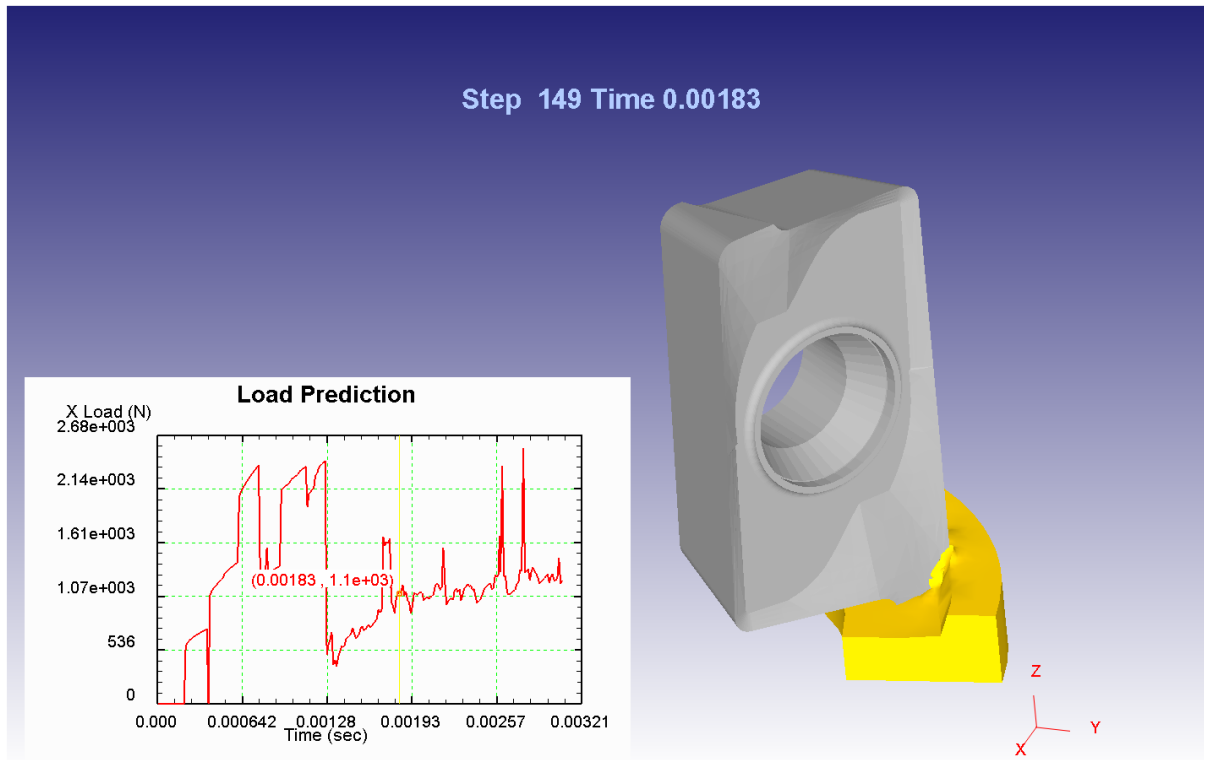 Step 149 Time 0.00183
Load Prediction
X Load (N)
2.68e+003
2.14e+003
1.61e+003
(0.00183 , 1.1e+03)
1.07e+003
536
0
0.000 0.000642 0.00128 0.00193 0.00257 0.00321
Time (sec)
Z
Y
X